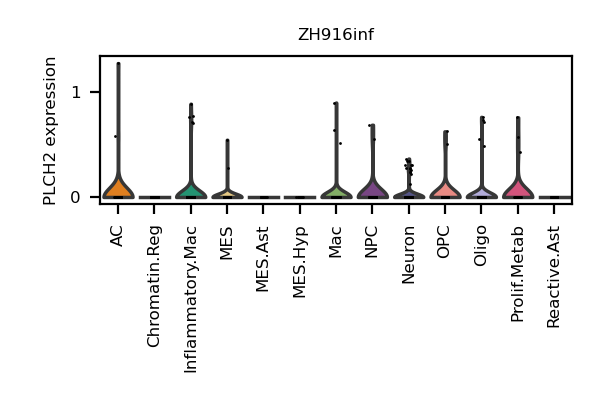 ZH916inf
PLCH2 expression
1
0
AC
Chromatin.Reg
Inflammatory.Mac
MES
MES.Ast
MES.Hyp
Mac
NPC
Neuron
OPC
Oligo
Prolif.Metab
Reactive.Ast